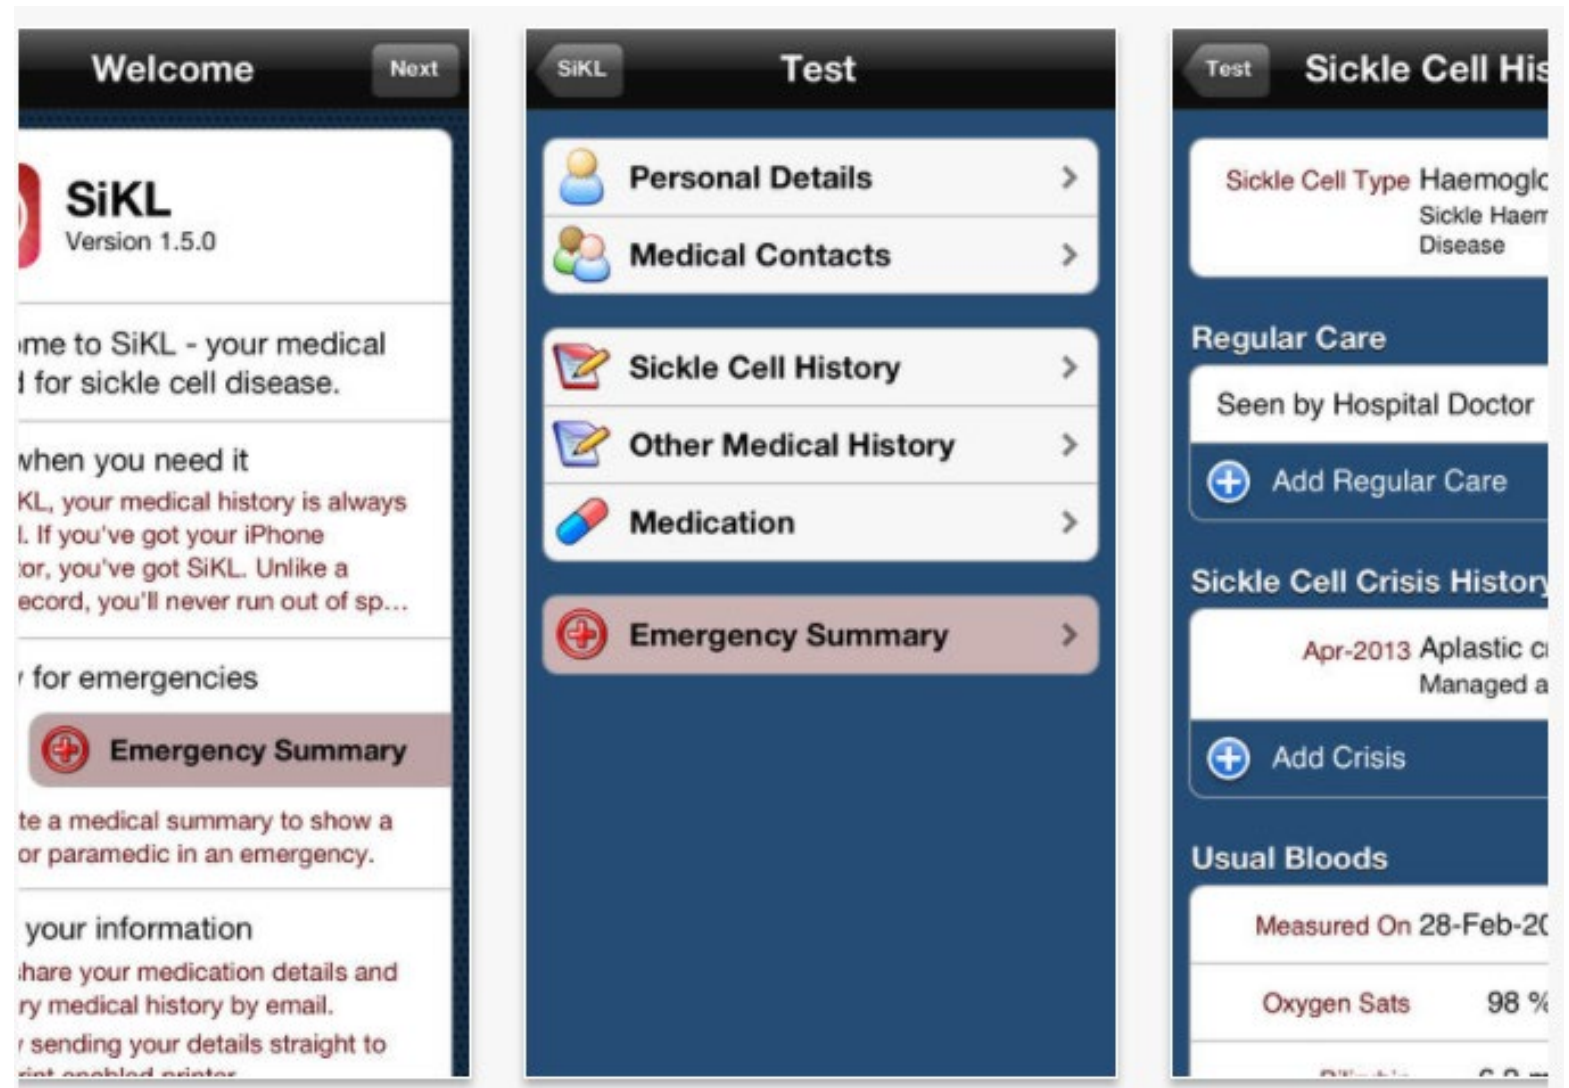 Welcome
Next
SiKL
Version 1.5.0
me to SiKL - your medical
for sickle cell disease.
when you need it
KL, your medical history is always
. If you've got your iPhone
or, you've got SiKL. Unlike a
ecord, you'll never run out of sp...
for emergencies
Emergency Summary
te a medical summary to show a
or paramedic in an emergency.
your information
hare your medication details and
ry medical history by email.
sending your details straight to
SiKL
Test
Personal Details
Medical Contacts
Sickle Cell History
Other Medical History
Medication
Emergency Summary
Test
Sickle Cell His
Sickle Cell Type Haemoglo
Sickle Haem
Disease
Regular Care
Seen by Hospital Doctor
Add Regular Care
Sickle Cell Crisis History
Apr-2013 Aplastic c
Managed a
Add Crisis
Usual Bloods
Measured On 28-Feb-20
Oxygen Sats 98 %